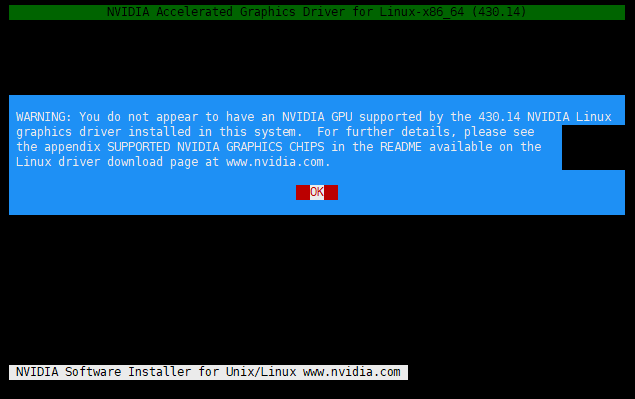 NVIDIA Accelerated Graphics Driver for Linux-x86_64 (430.14)
WARNING: You do not appear to have an NVIDIA GPU supported by the 430.14 NVIDIA Linux
graphics driver installed in this system.  For further details, please see
the appendix SUPPORTED NVIDIA GRAPHICS CHIPS in the README available on the
Linux driver download page at www.nvidia.com.
OK
NVIDIA Software Installer for Unix/Linux www.nvidia.com